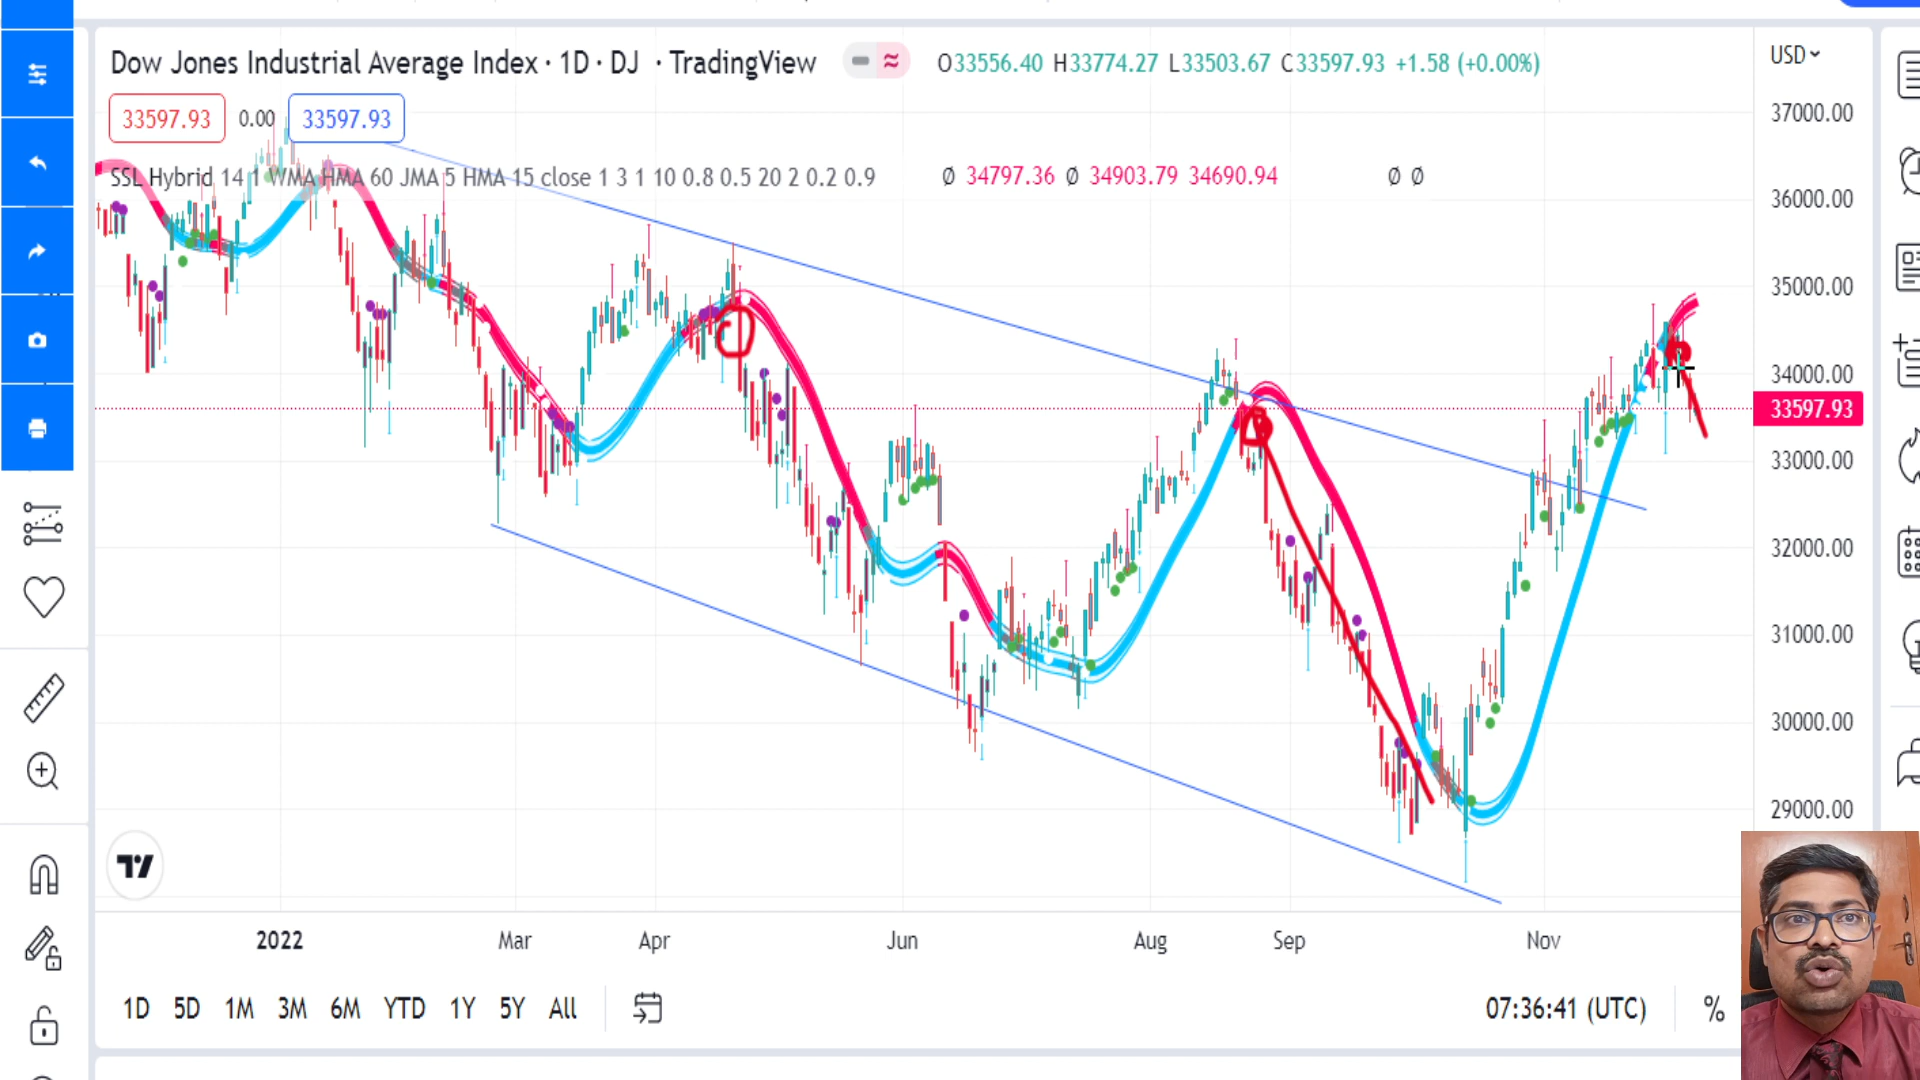 Dow Jones Industrial Average Index · 1D · DJ · TradingView
O33556.40 H33774.27 L33503.67 C33597.93 +1.58 (+0.00%)
USD
33597.93 0.00 33597.93
SSL Hybrid 14 1 WMA HMA 60 JMA 5 HMA 15 close 1 3 1 10 0.8 0.5 20 2 0.2 0.9 Ø 34797.36 Ø 34903.79 34690.94 Ø Ø
37000.00
36000.00
35000.00
34000.00
33597.93
33000.00
32000.00
31000.00
30000.00
29000.00
2022 Mar Apr Jun Aug Sep Nov
1D 5D 1M 3M 6M YTD 1Y 5Y All
07:36:41 (UTC) %